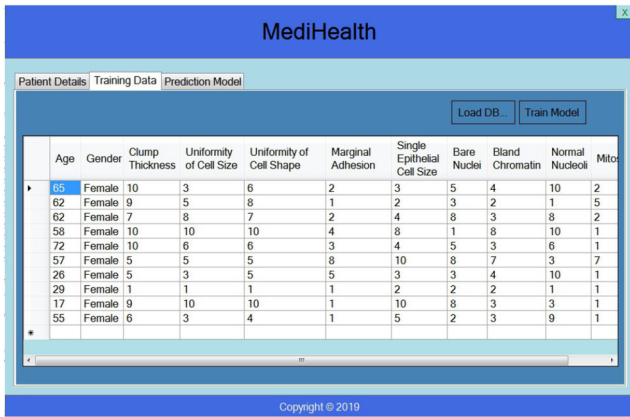 X
MediHealth
Patient Details Training Data Prediction Model
Load DB... Train Model
Age Gender Clump Thickness Uniformity of Cell Size Uniformity of Cell Shape Marginal Adhesion Single Epithelial Cell Size Bare Nuclei Bland Chromatin Normal Nucleoli Mitos
65 Female 10 3 6 2 3 5 4 10 2
62 Female 9 5 8 1 2 3 2 1 5
62 Female 7 8 7 2 4 8 3 8 2
58 Female 10 10 10 4 8 1 8 10 1
72 Female 10 6 6 3 4 5 3 6 1
57 Female 5 5 5 8 10 8 7 3 7
26 Female 5 3 5 5 3 3 4 10 1
29 Female 1 1 1 1 2 2 2 1 1
17 Female 9 10 10 1 10 8 3 3 1
55 Female 6 3 4 1 5 2 3 9 1
Copyright © 2019